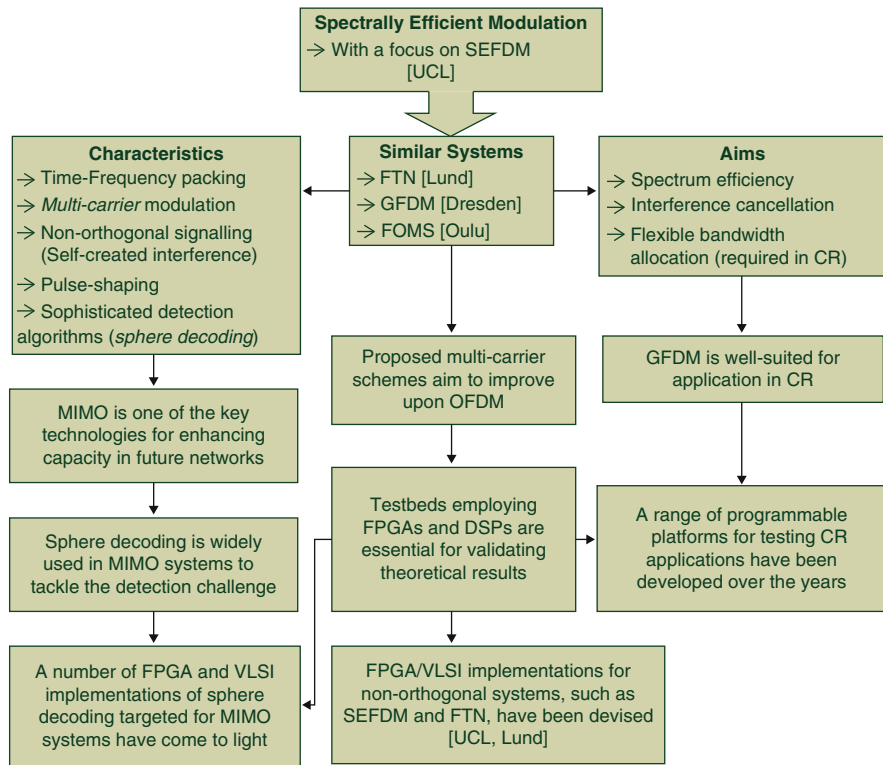 Spectrally Efficient Modulation
→ With a focus on SEFDM
[UCL]
Characteristics
→ Time-Frequency packing
→ Multi-carrier modulation
→ Non-orthogonal signalling
(Self-created interference)
→ Pulse-shaping
→ Sophisticated detection
algorithms (sphere decoding)
Similar Systems
→ FTN [Lund]
→ GFDM [Dresden]
→ FOMS [Oulu]
Aims
→ Spectrum efficiency
→ Interference cancellation
→ Flexible bandwidth
allocation (required in CR)
MIMO is one of the key
technologies for enhancing
capacity in future networks
Proposed multi-carrier
schemes aim to improve
upon OFDM
GFDM is well-suited for
application in CR
Sphere decoding is widely
used in MIMO systems to
tackle the detection challenge
Testbeds employing
FPGAs and DSPs are
essential for validating
theoretical results
A range of programmable
platforms for testing CR
applications have been
developed over the years
A number of FPGA and VLSI
implementations of sphere
decoding targeted for MIMO
systems have come to light
FPGA/VLSI implementations for
non-orthogonal systems, such as
SEFDM and FTN, have been devised
[UCL, Lund]